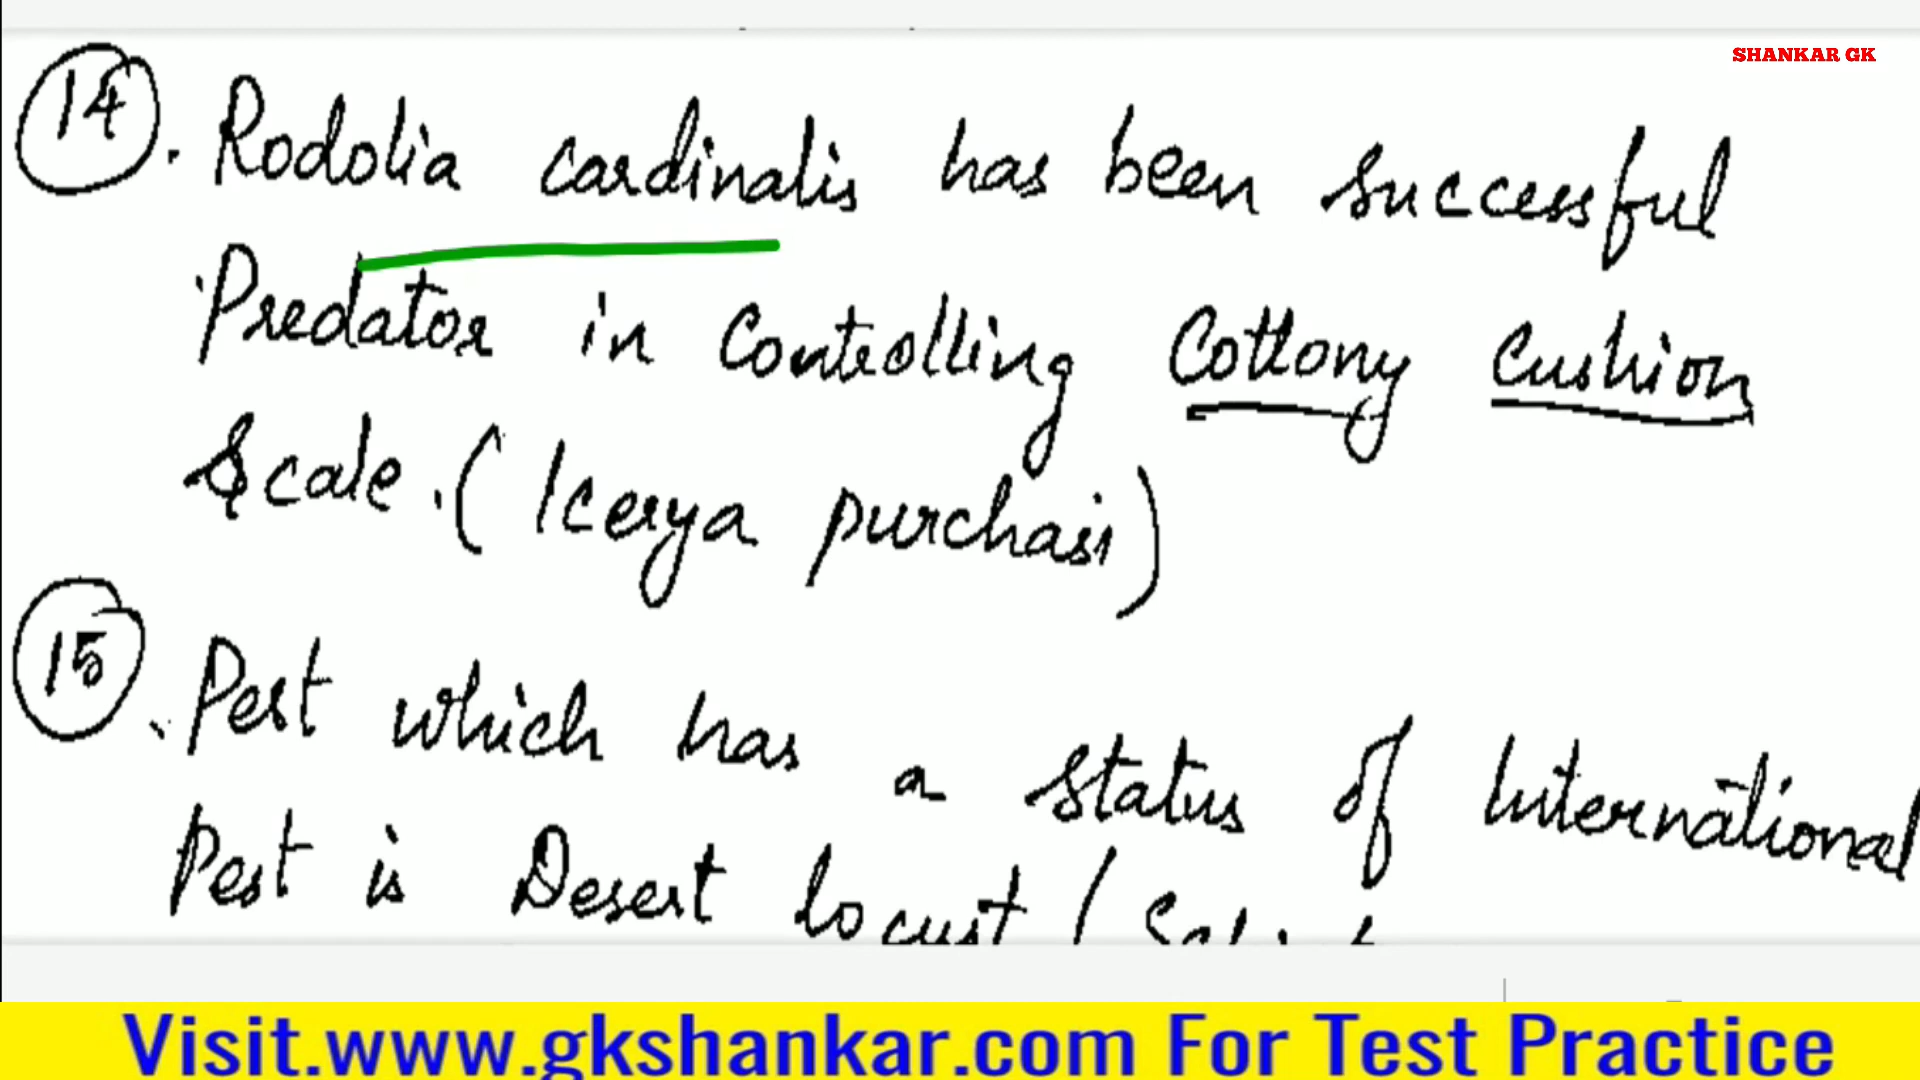 SHANKAR GK
14. Rodolia cardinalis has been successful
Predator in controlling Cottony Cushion
Scale. (Icerya purchasi)
15. Pest which has a status of International
Pest is Desert locust (
Visit.www.gkshankar.com For Test Practice